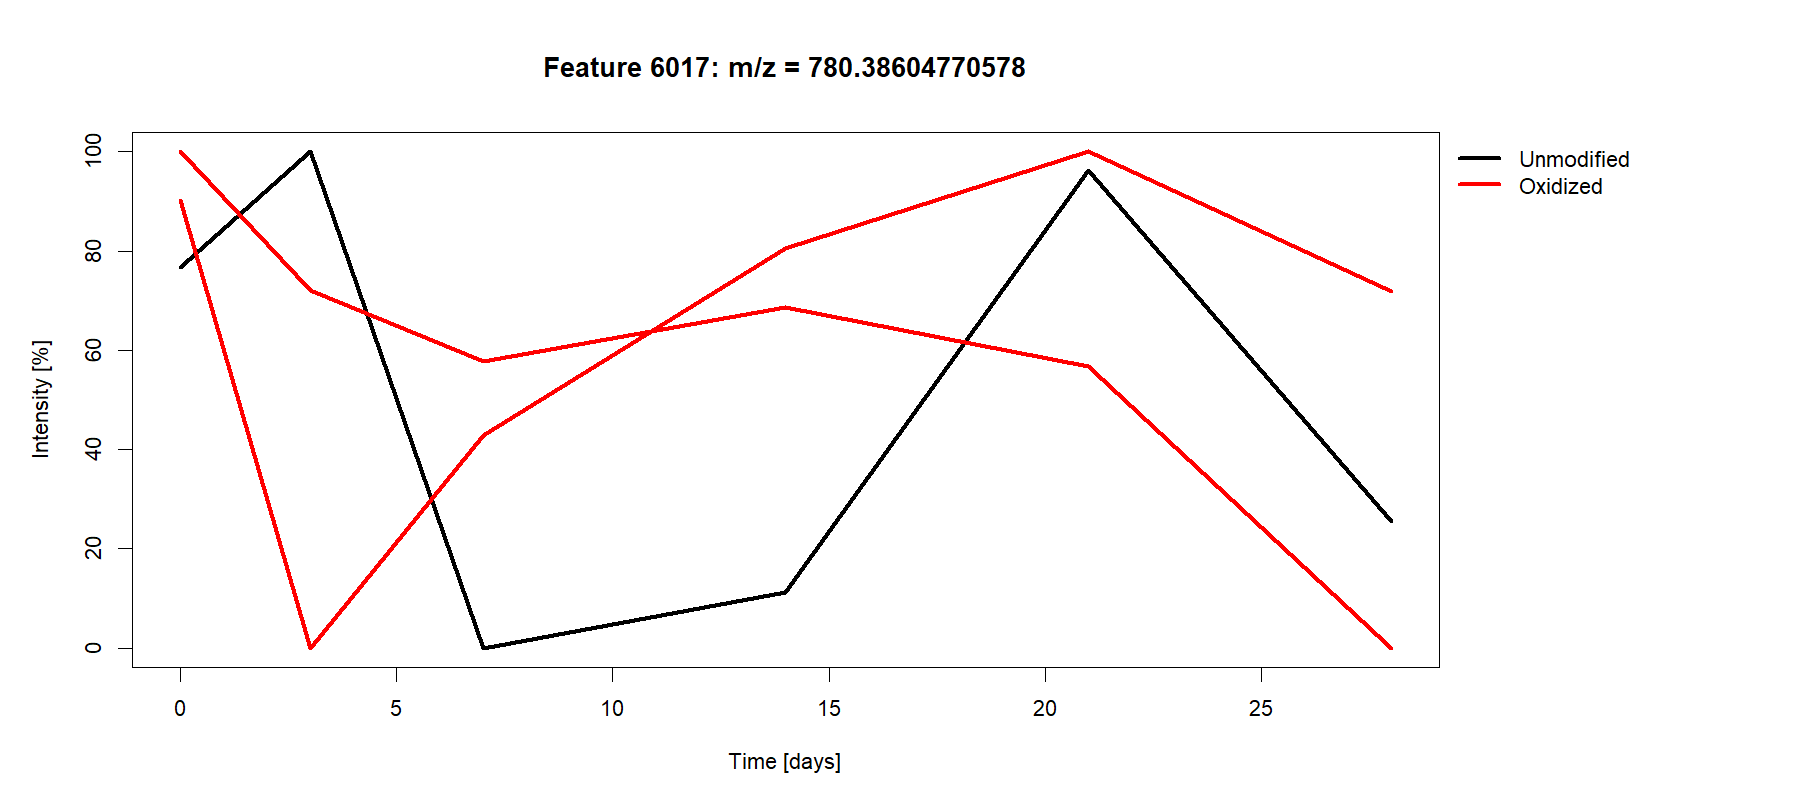 Feature 6017: m/z = 780.38604770578
Unmodified
Oxidized
100
80
60
40
20
0
Intensity [%]
0 5 10 15 20 25
Time [days]